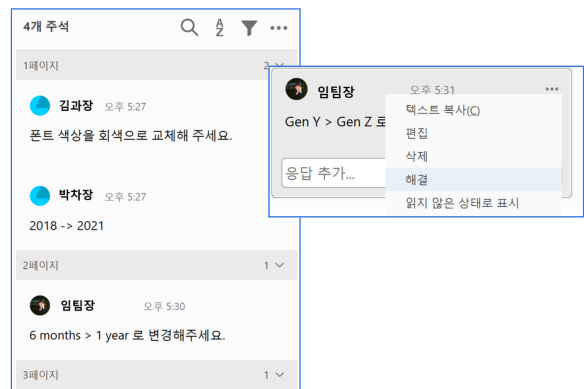 4개 주석
1페이지 2
김과장 오후 5:27
폰트 색상을 회색으로 교체해 주세요.
박차장 오후 5:27
2018 -> 2021
2페이지 1
임팀장 오후 5:30
6 months > 1 year 로 변경해주세요.
3페이지 1
임팀장 오후 5:31
Gen Y > Gen Z 로
응답 추가...
텍스트 복사(C)
편집
삭제
해결
읽지 않은 상태로 표시